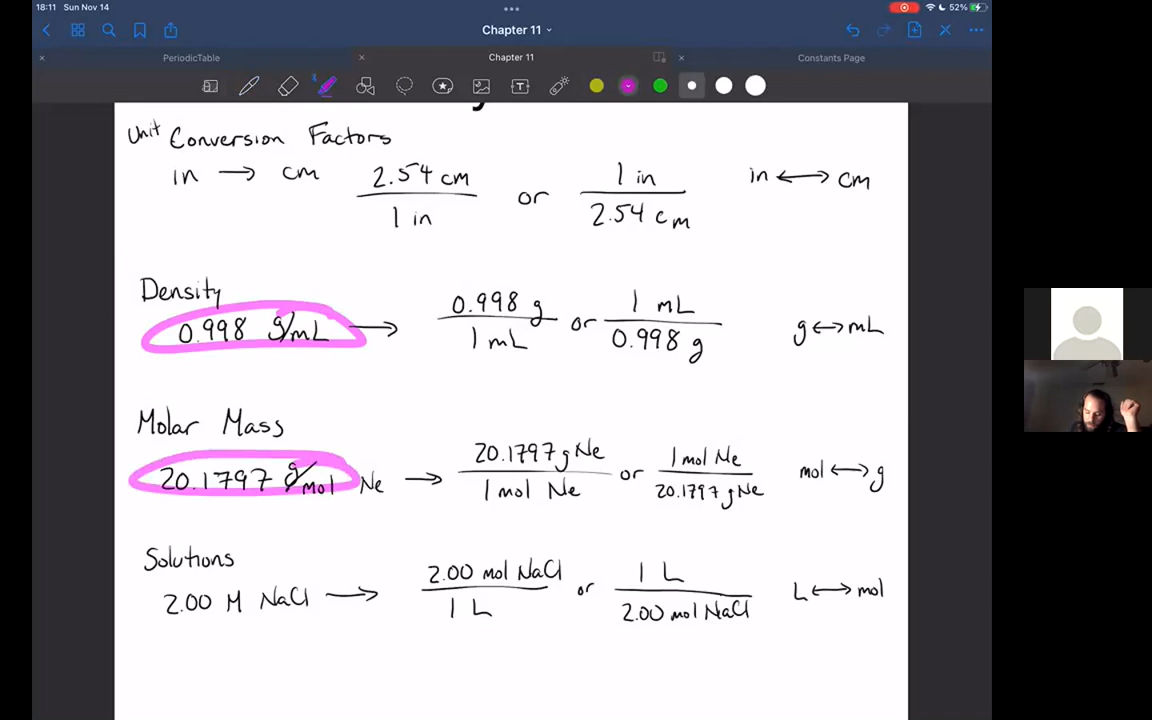 18:11 Sun Nov 14
52%
Chapter 11
PeriodicTable
Chapter 11
Constants Page
Unit Conversion Factors
in → cm 2.54 cm / 1 in or 1 in / 2.54 cm in ↔ cm
Density
0.998 g/mL → 0.998 g / 1 mL or 1 mL / 0.998 g g ↔ mL
Molar Mass
20.1797 g/mol Ne → 20.1797 g Ne / 1 mol Ne or 1 mol Ne / 20.1797 g Ne mol ↔ g
Solutions
2.00 M NaCl → 2.00 mol NaCl / 1 L or 1 L / 2.00 mol NaCl L ↔ mol